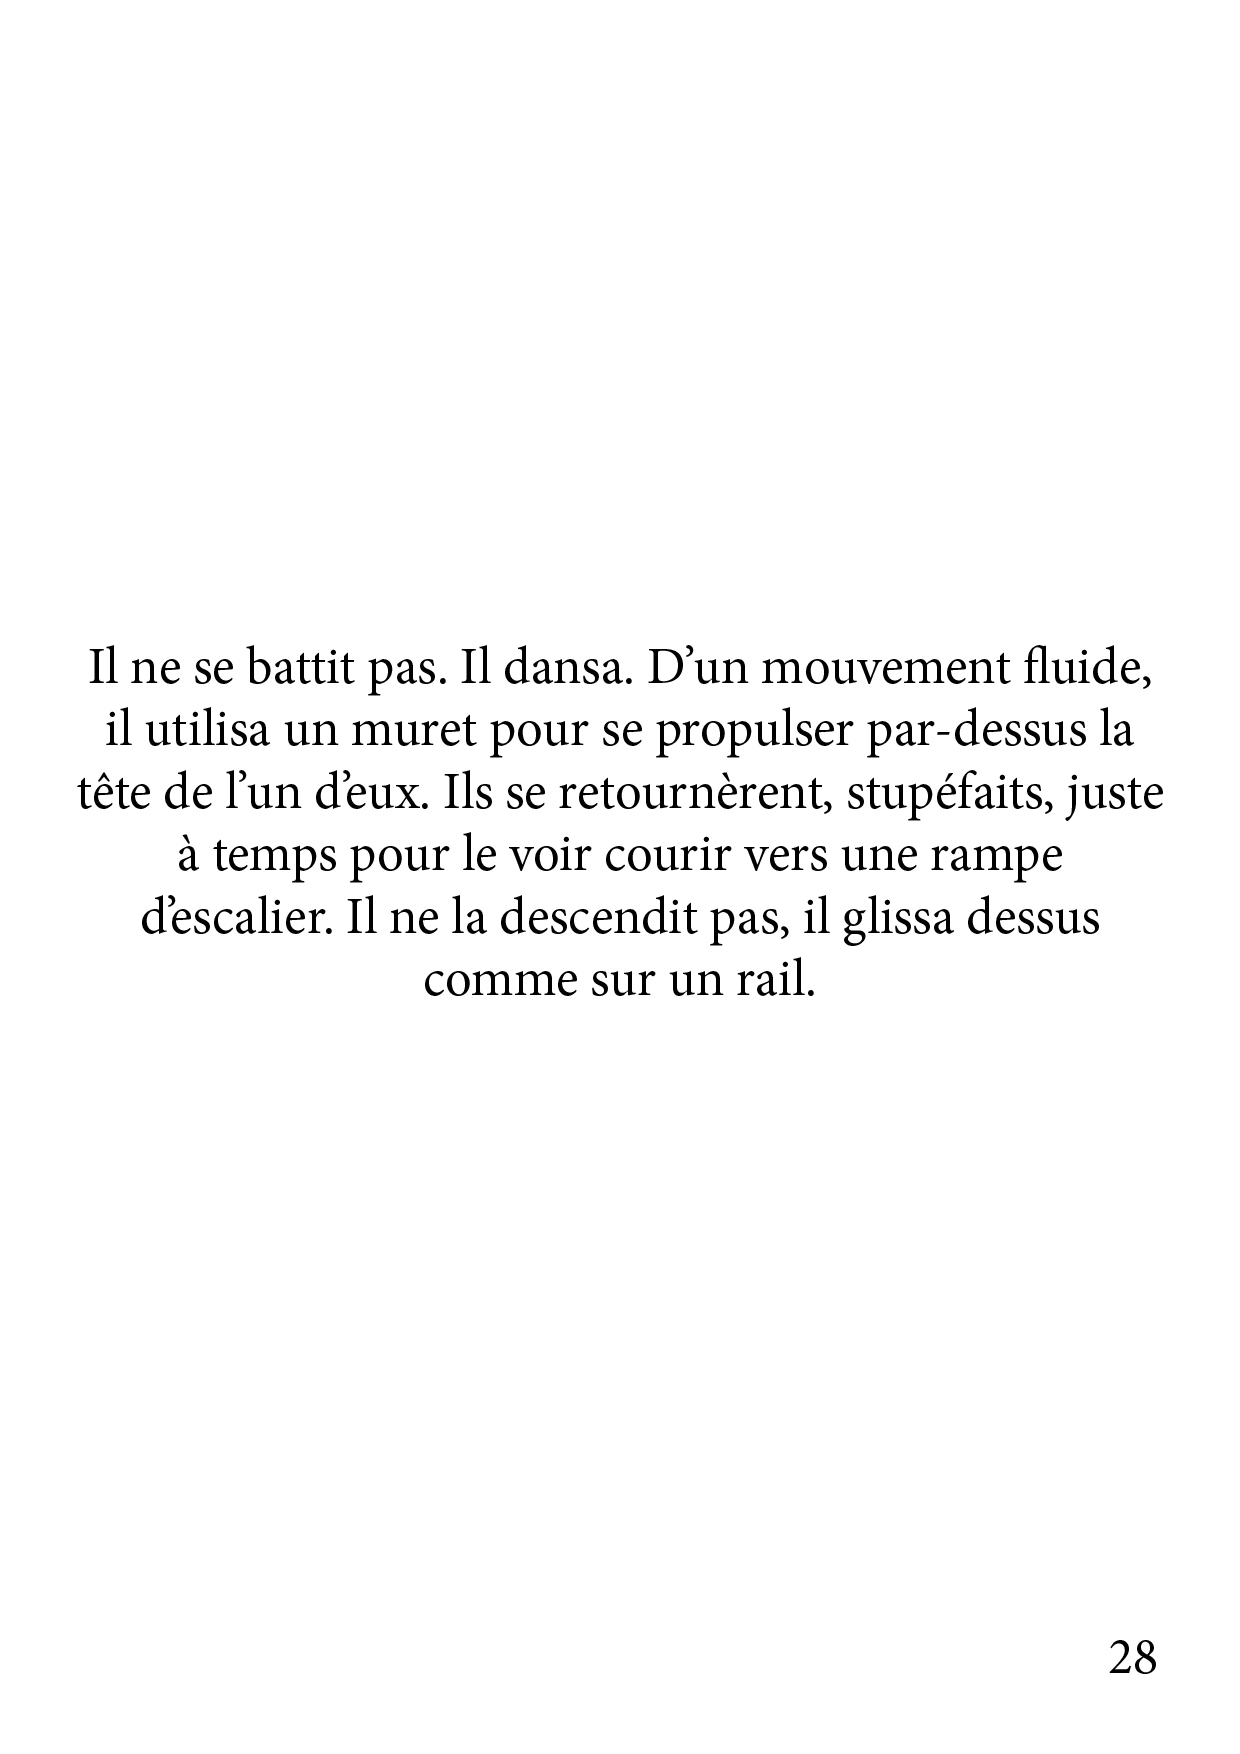 Il ne se battit pas. Il dansa. D’un mouvement fluide,
il utilisa un muret pour se propulser par-dessus la
tête de l’un d’eux. Ils se retournèrent, stupéfaits, juste
à temps pour le voir courir vers une rampe
d’escalier. Il ne la descendit pas, il glissa dessus
comme sur un rail.
28